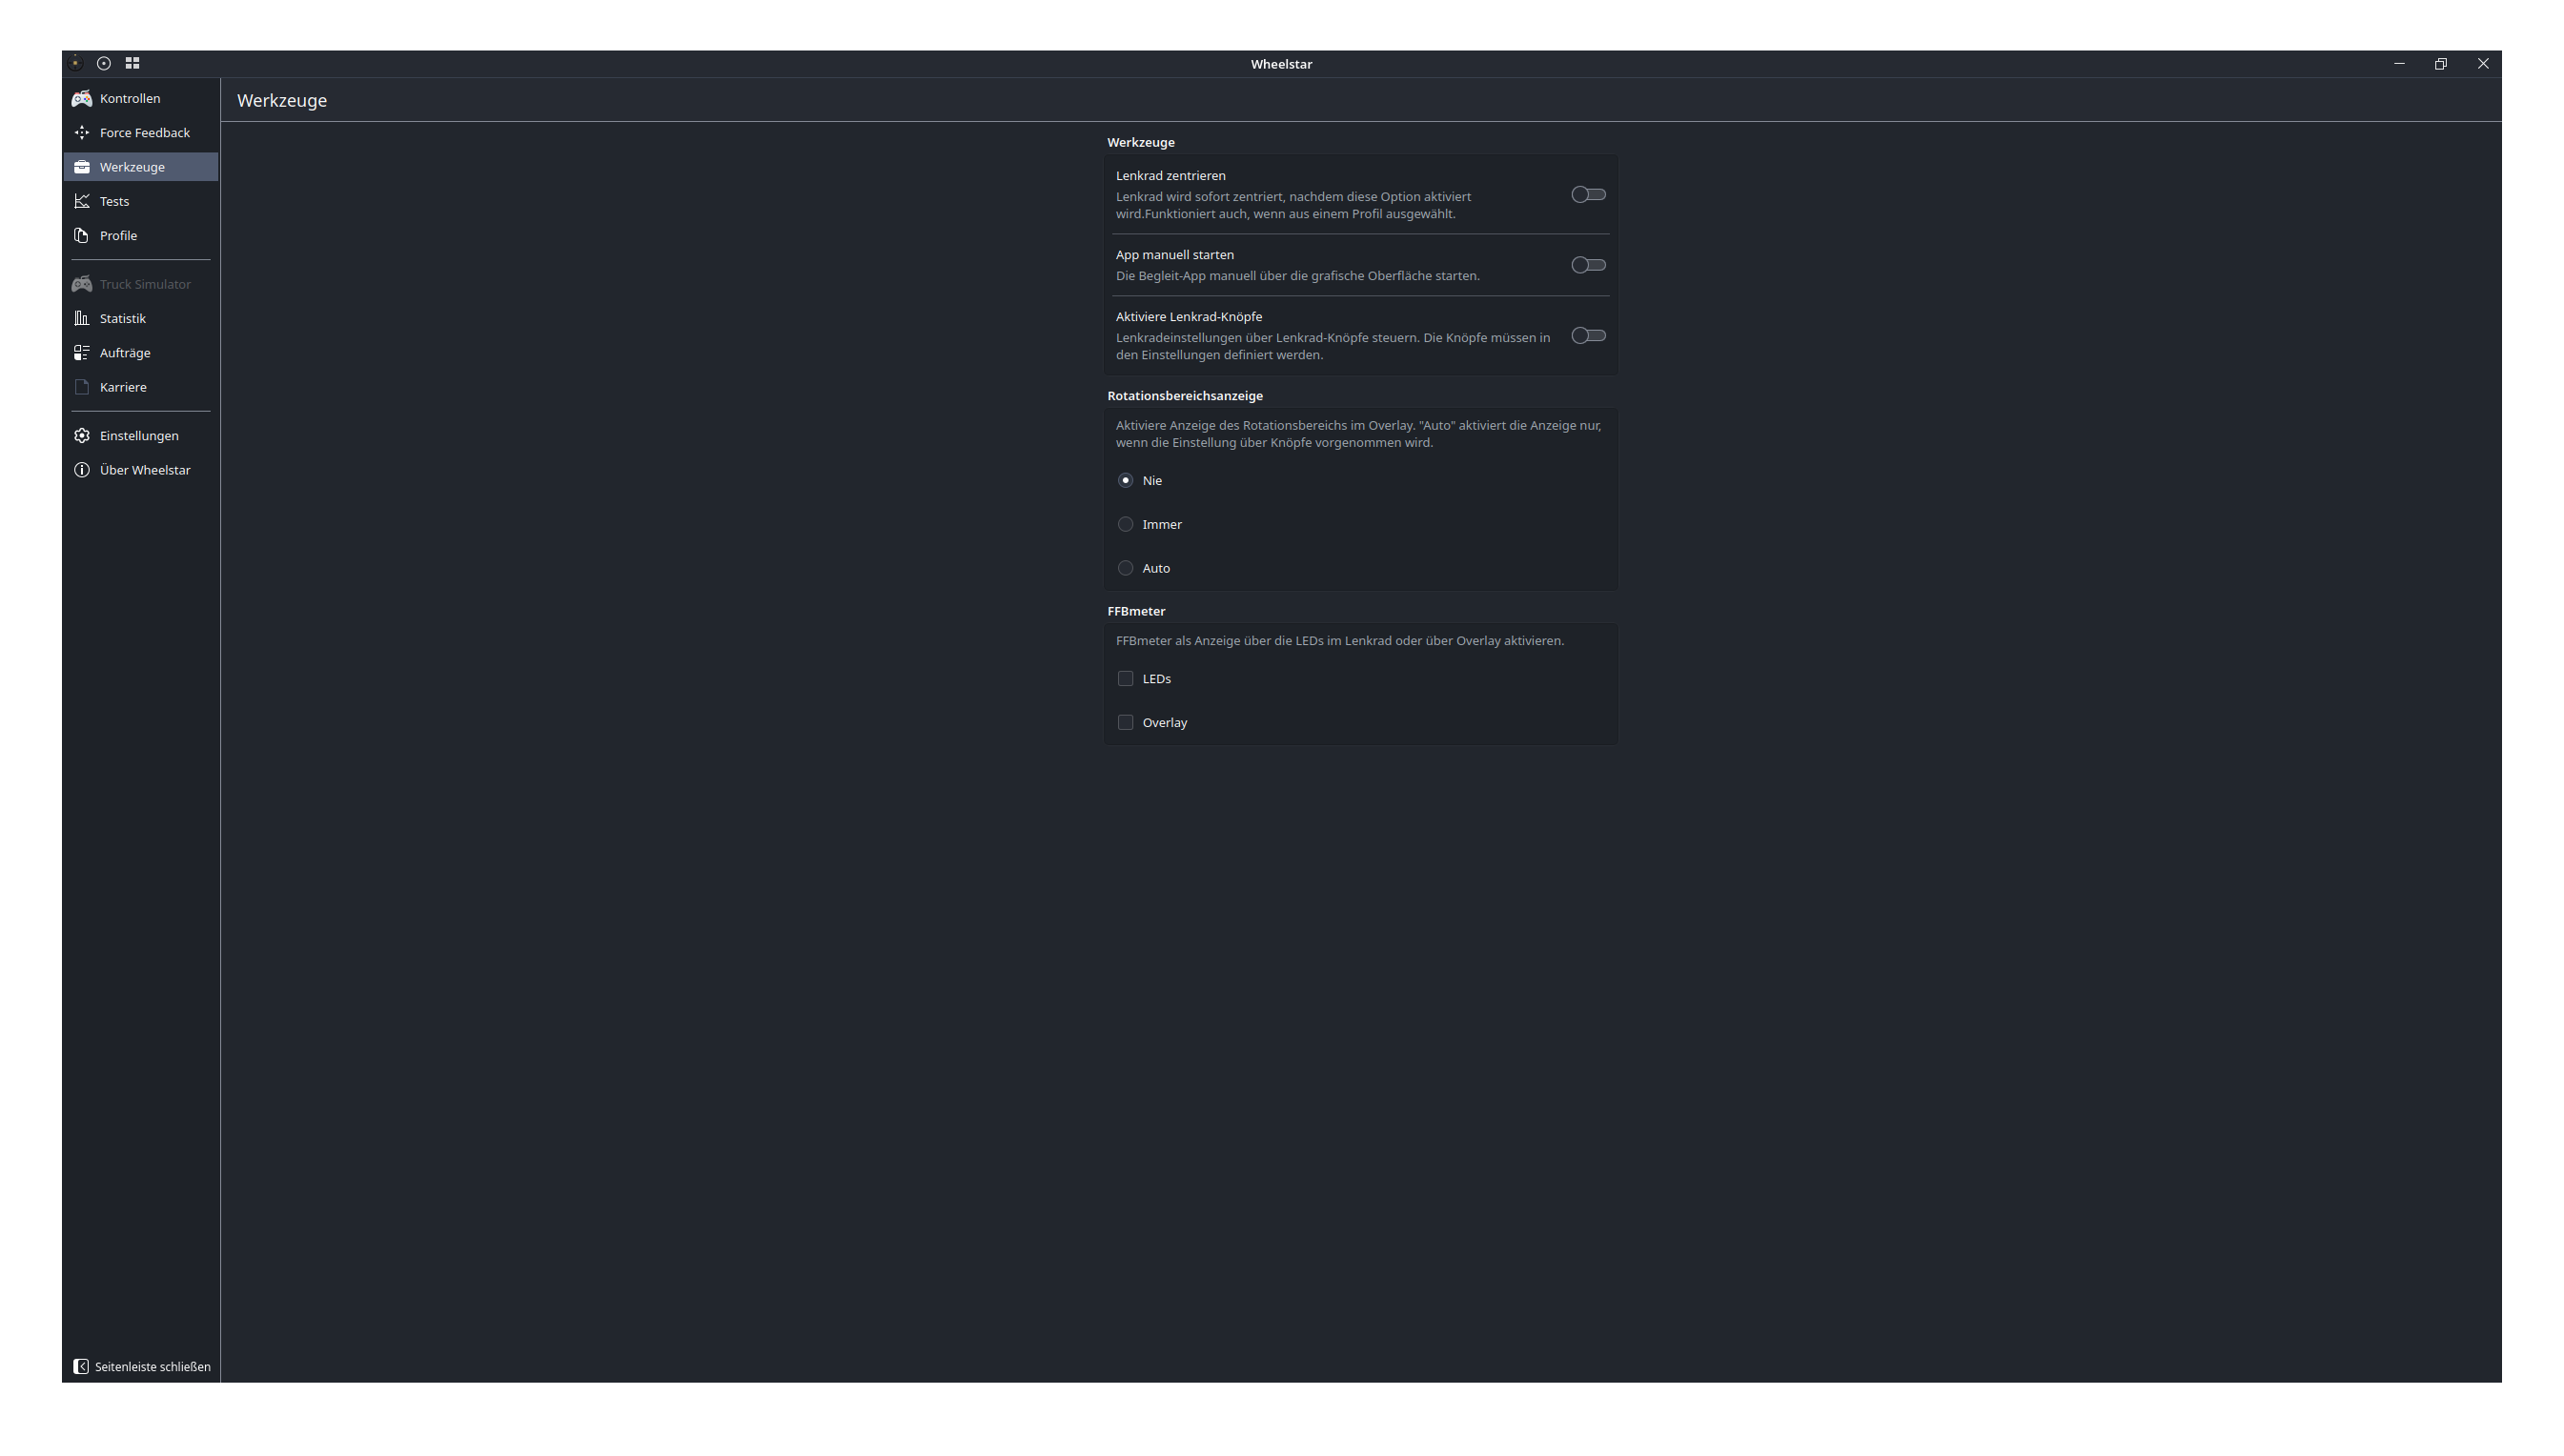 Wheelstar
Kontrollen
Force Feedback
Werkzeuge
Tests
Profile
Truck Simulator
Statistik
Aufträge
Karriere
Einstellungen
Über Wheelstar
Seitenleiste schließen
Werkzeuge
Werkzeuge
Lenkrad zentrieren
Lenkrad wird sofort zentriert, nachdem diese Option aktiviert
wird.Funktioniert auch, wenn aus einem Profil ausgewählt.
App manuell starten
Die Begleit-App manuell über die grafische Oberfläche starten.
Aktiviere Lenkrad-Knöpfe
Lenkradeinstellungen über Lenkrad-Knöpfe steuern. Die Knöpfe müssen in
den Einstellungen definiert werden.
Rotationsbereichsanzeige
Aktiviere Anzeige des Rotationsbereichs im Overlay. "Auto" aktiviert die Anzeige nur,
wenn die Einstellung über Knöpfe vorgenommen wird.
Nie
Immer
Auto
FFBmeter
FFBmeter als Anzeige über die LEDs im Lenkrad oder über Overlay aktivieren.
LEDs
Overlay